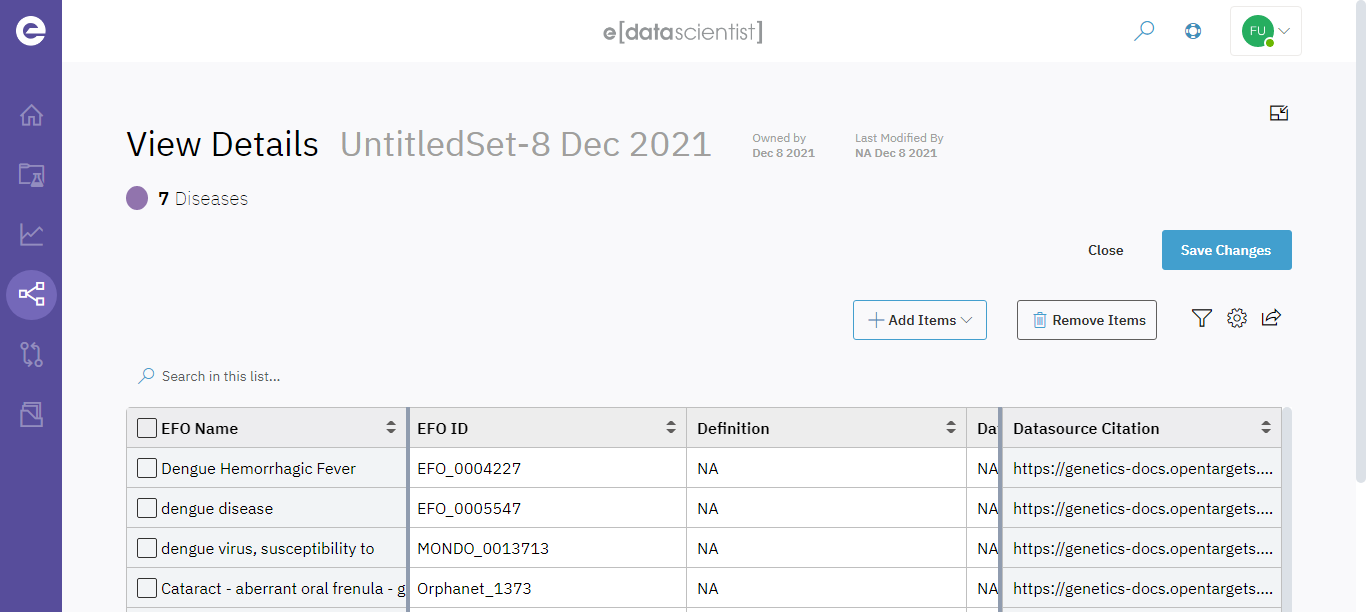 e[datascientist]
FU
View Details UntitledSet-8 Dec 2021
Owned by
Dec 8 2021
Last Modified By
NA Dec 8 2021
7 Diseases
Close
Save Changes
Add Items
Remove Items
Search in this list...
EFO Name EFO ID Definition Da Datasource Citation
Dengue Hemorrhagic Fever EFO_0004227 NA NA https://genetics-docs.opentargets....
dengue disease EFO_0005547 NA NA https://genetics-docs.opentargets....
dengue virus, susceptibility to MONDO_0013713 NA NA https://genetics-docs.opentargets....
Cataract - aberrant oral frenula - g Orphanet_1373 NA NA https://genetics-docs.opentargets....